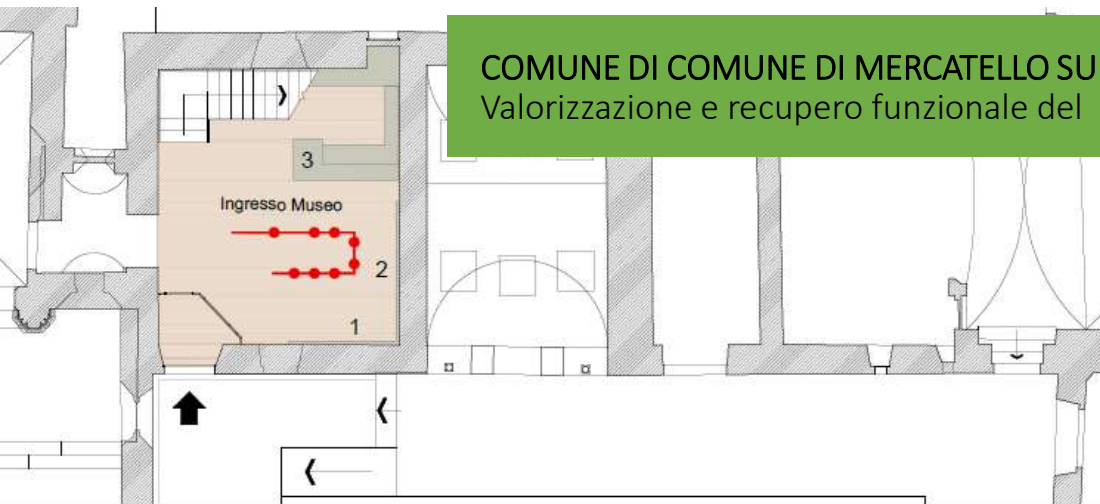 COMUNE DI COMUNE DI MERCATELLO SU
Valorizzazione e recupero funzionale del
3
Ingresso Museo
2
1